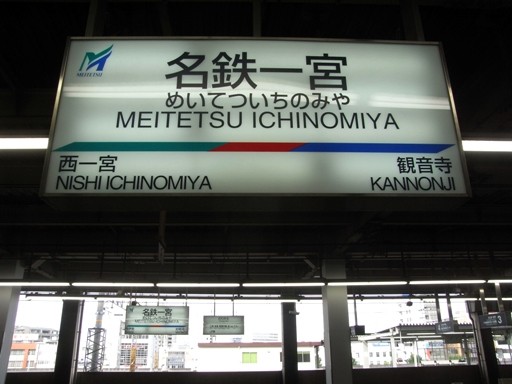 MEITETSU
名鉄一宮
めいてついちのみや
MEITETSU ICHINOMIYA
西一宮
観音寺
NISHI ICHINOMIYA
KANNONJI
名鉄一宮